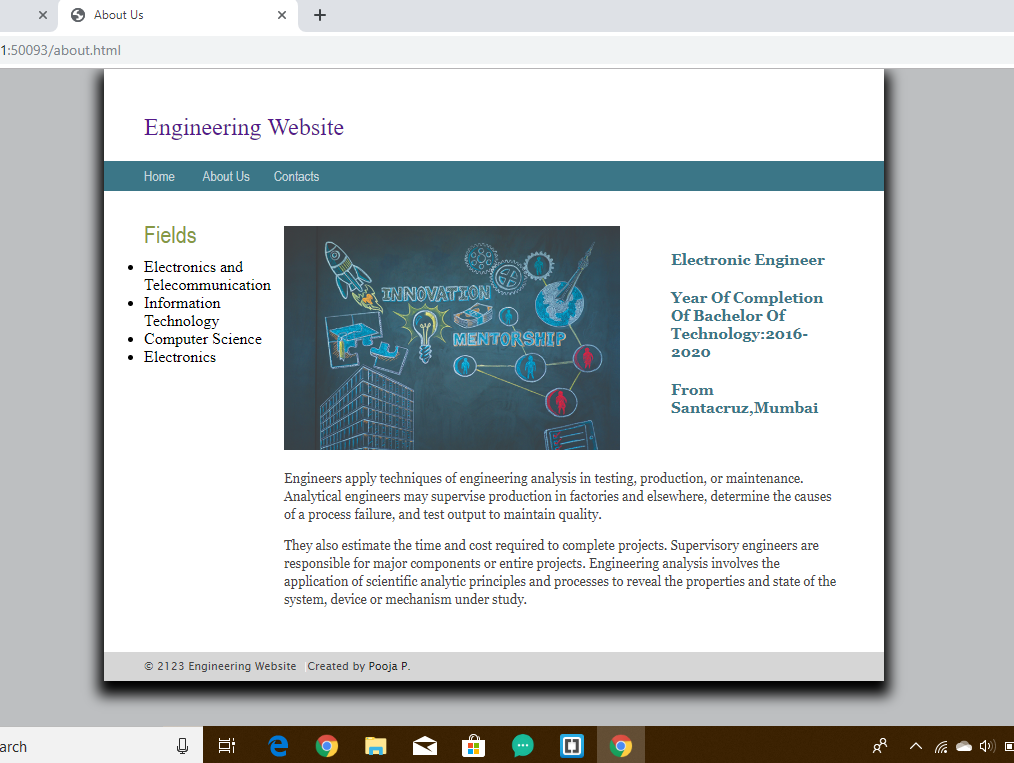 About Us
1:50093/about.html
Engineering Website
Home About Us Contacts
Fields
Electronics and
Telecommunication
Information
Technology
Computer Science
Electronics
INNOVATION
MENTORSHIP
Electronic Engineer
Year Of Completion
Of Bachelor Of
Technology:2016-
2020
From
Santacruz,Mumbai
Engineers apply techniques of engineering analysis in testing, production, or maintenance.
Analytical engineers may supervise production in factories and elsewhere, determine the causes
of a process failure, and test output to maintain quality.
They also estimate the time and cost required to complete projects. Supervisory engineers are
responsible for major components or entire projects. Engineering analysis involves the
application of scientific analytic principles and processes to reveal the properties and state of the
system, device or mechanism under study.
© 2123 Engineering Website |Created by Pooja P.
arch